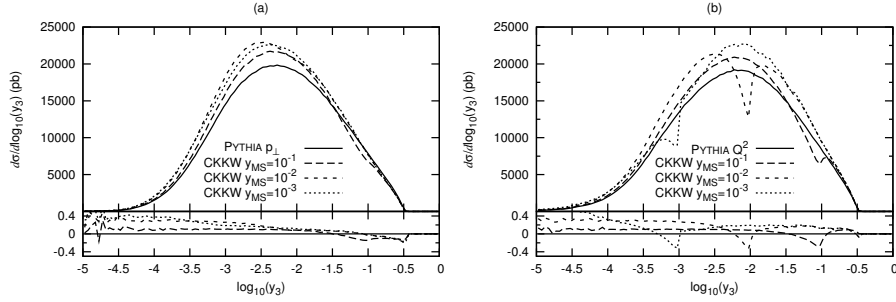 (a)
dσ/dlog10(y3) (pb)
25000
20000
15000
10000
5000
PYTHIA p⊥
CKKW yMS=10-1
CKKW yMS=10-2
CKKW yMS=10-3
0.4
0
-0.4
-5 -4.5 -4 -3.5 -3 -2.5 -2 -1.5 -1 -0.5 0
log10(y3)
(b)
dσ/dlog10(y3) (pb)
25000
20000
15000
10000
5000
PYTHIA Q2
CKKW yMS=10-1
CKKW yMS=10-2
CKKW yMS=10-3
0.4
0
-0.4
-5 -4.5 -4 -3.5 -3 -2.5 -2 -1.5 -1 -0.5 0
log10(y3)